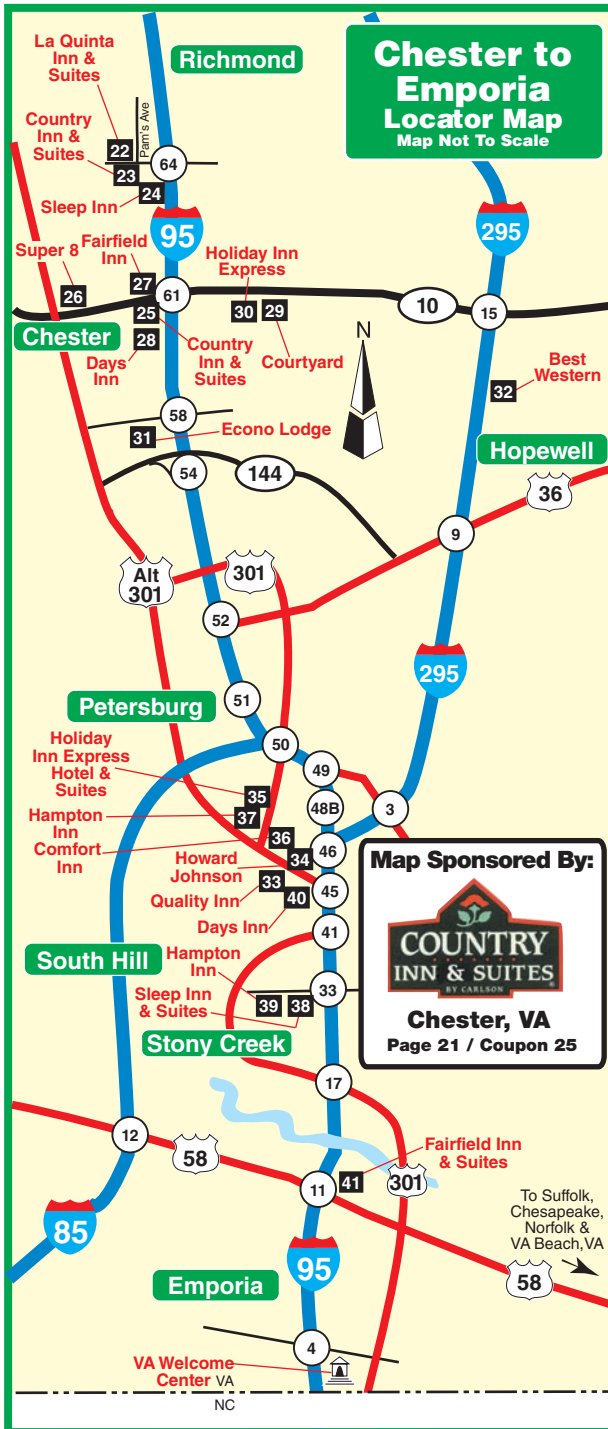 Chester to
Emporia
Locator Map
Map Not To Scale
La Quinta
Inn &
Suites
Richmond
Pam's Ave
Country
Inn &
Suites
22
23
64
24
Sleep Inn
95
295
Super 8
Fairfield
Inn
Holiday Inn
Express
26
27
61
25
30
29
10
15
Chester
28
Days
Inn
Country
Inn &
Suites
Courtyard
N
Best
Western
32
58
31
Econo Lodge
Hopewell
54
144
36
9
Alt
301
301
52
295
51
Petersburg
50
49
Holiday
Inn Express
Hotel &
Suites
35
48B
3
Hampton
Inn
37
Comfort
Inn
36
46
Howard
Johnson
34
Quality Inn
33
45
40
Days Inn
41
Map Sponsored By:
COUNTRY
INN & SUITES
BY CARLSON
®
Chester, VA
Page 21 / Coupon 25
South Hill
Hampton
Inn
33
Sleep Inn
& Suites
39
38
Stony Creek
17
12
58
Fairfield Inn
& Suites
11
41
301
To Suffolk,
Chesapeake,
Norfolk &
VA Beach,VA
85
95
58
Emporia
4
VA Welcome
Center
VA
NC